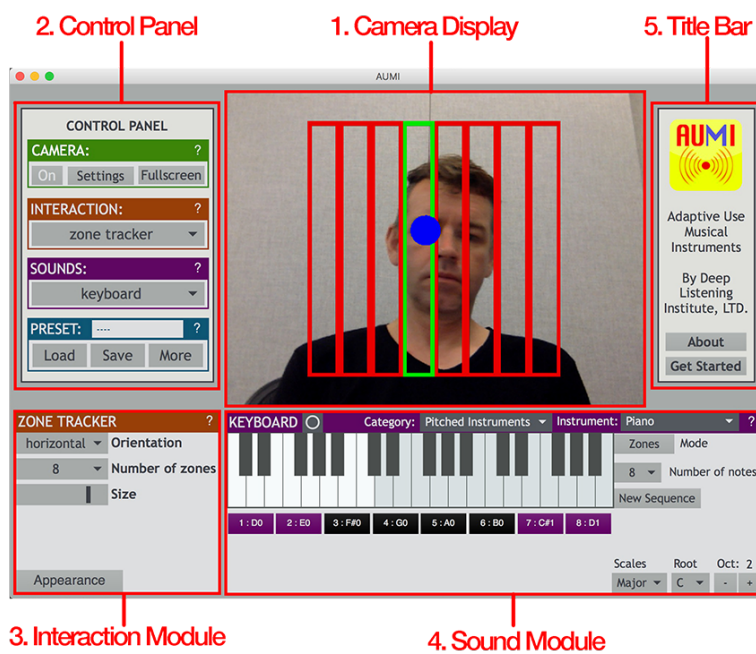 2. Control Panel
1. Camera Display
5. Title Bar
AUMI
CONTROL PANEL
CAMERA: ?
On Settings Fullscreen
INTERACTION: ?
zone tracker
SOUNDS: ?
keyboard
PRESET: ---- ?
Load Save More
AUMI
Adaptive Use
Musical
Instruments
By Deep
Listening
Institute, LTD.
About
Get Started
ZONE TRACKER ?
horizontal Orientation
8 Number of zones
Size
Appearance
KEYBOARD Category: Pitched Instruments Instrument: Piano ?
Zones Mode
8 Number of notes
New Sequence
1 : D0 2 : E0 3 : F#0 4 : G0 5 : A0 6 : B0 7 : C#1 8 : D1
Scales Root Oct: 2
Major C - +
3. Interaction Module
4. Sound Module